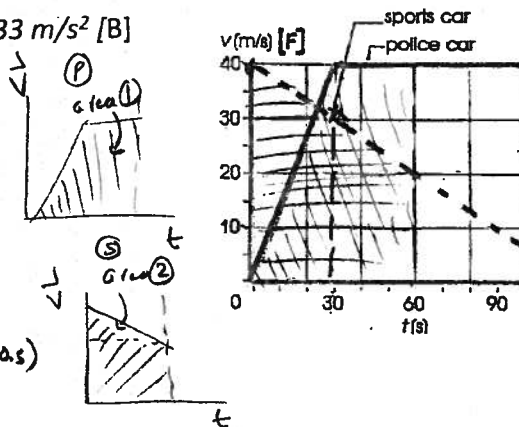 33 m/s² [B]
V
P
area 1
t
S
area 2
V
t
v(m/s) [F]
sports car
police car
40
30
20
10
0
30
60
90
t(s)